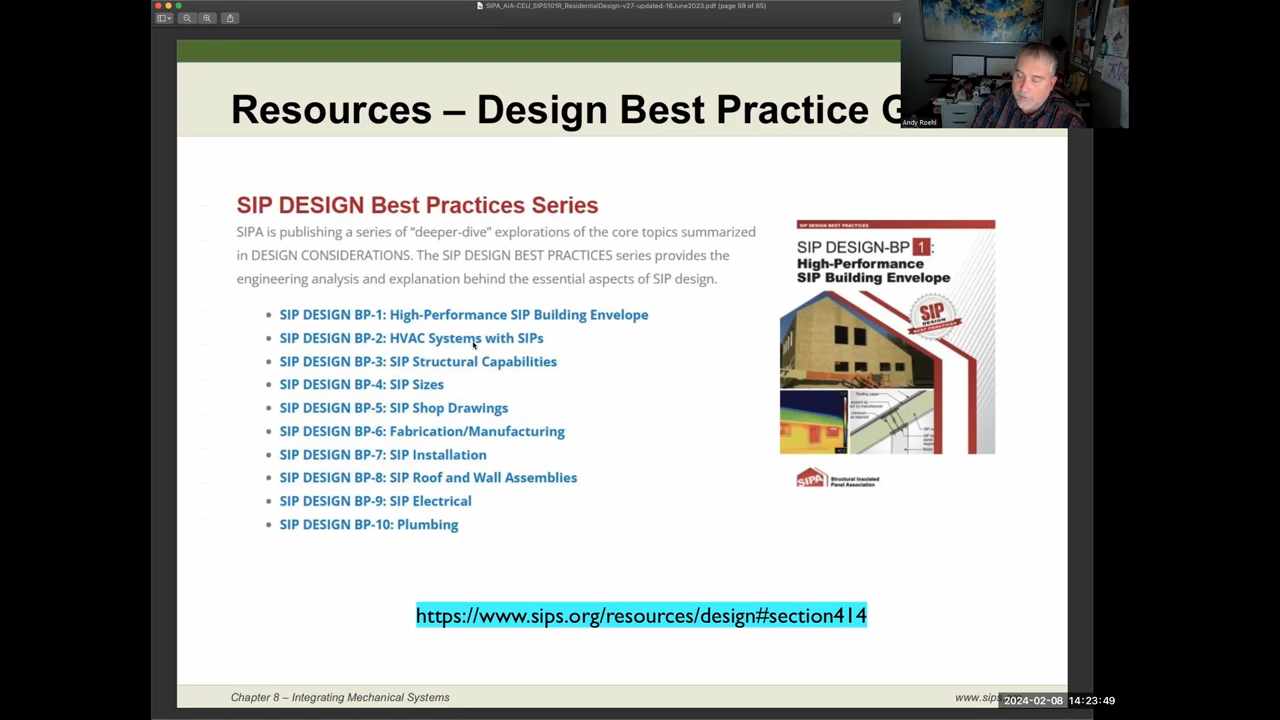 SIPA_AIA-CEU_SIPS101R_ResidentialDesign-v27-updated-16June2023.pdf (page 59 of 65)
Resources – Design Best Practice G
Andy Roehl
SIP DESIGN Best Practices Series
SIPA is publishing a series of “deeper-dive” explorations of the core topics summarized
in DESIGN CONSIDERATIONS. The SIP DESIGN BEST PRACTICES series provides the
engineering analysis and explanation behind the essential aspects of SIP design.
• SIP DESIGN BP-1: High-Performance SIP Building Envelope
• SIP DESIGN BP-2: HVAC Systems with SIPs
• SIP DESIGN BP-3: SIP Structural Capabilities
• SIP DESIGN BP-4: SIP Sizes
• SIP DESIGN BP-5: SIP Shop Drawings
• SIP DESIGN BP-6: Fabrication/Manufacturing
• SIP DESIGN BP-7: SIP Installation
• SIP DESIGN BP-8: SIP Roof and Wall Assemblies
• SIP DESIGN BP-9: SIP Electrical
• SIP DESIGN BP-10: Plumbing
SIP DESIGN BEST PRACTICES
SIP DESIGN-BP 1:
High-Performance
SIP Building Envelope
SIP
DESIGN
BEST PRACTICES
SIPA Structural Insulated
Panel Association
https://www.sips.org/resources/design#section414
Chapter 8 – Integrating Mechanical Systems
www.sips
2024-02-08 14:23:49